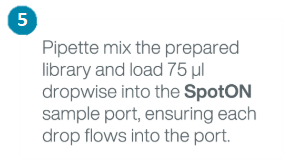 5
Pipette mix the prepared
library and load 75 µl
dropwise into the SpotON
sample port, ensuring each
drop flows into the port.